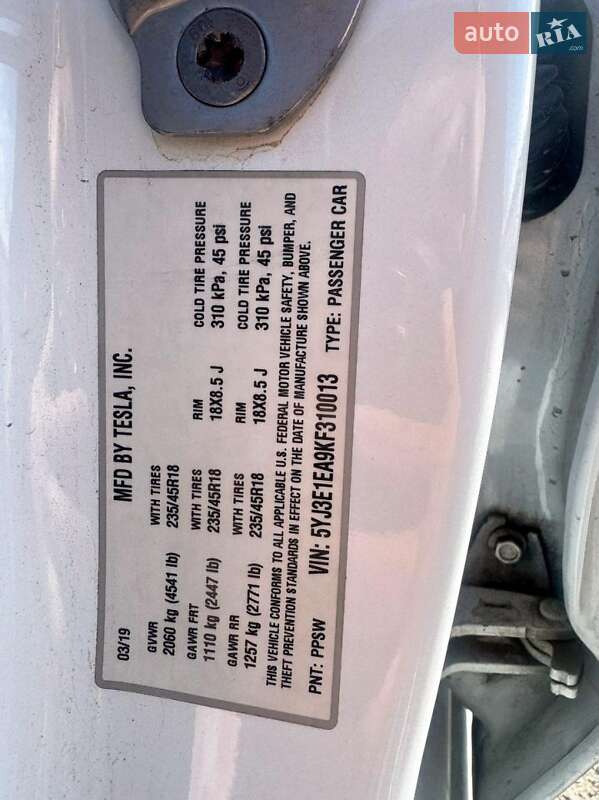 auto RIA.com
MFD BY TESLA, INC.
03/19
GVWR WITH TIRES RIM COLD TIRE PRESSURE
2060 kg (4541 lb) 235/45R18 18X8.5 J 310 kPa, 45 psi
GAWR FRT WITH TIRES RIM COLD TIRE PRESSURE
1110 kg (2447 lb) 235/45R18 18X8.5 J 310 kPa, 45 psi
GAWR RR WITH TIRES
1257 kg (2771 lb) 235/45R18
THIS VEHICLE CONFORMS TO ALL APPLICABLE U.S. FEDERAL MOTOR VEHICLE SAFETY, BUMPER, AND
THEFT PREVENTION STANDARDS IN EFFECT ON THE DATE OF MANUFACTURE SHOWN ABOVE.
PNT: PPSW VIN: 5YJ3E1EA9KF310013 TYPE: PASSENGER CAR